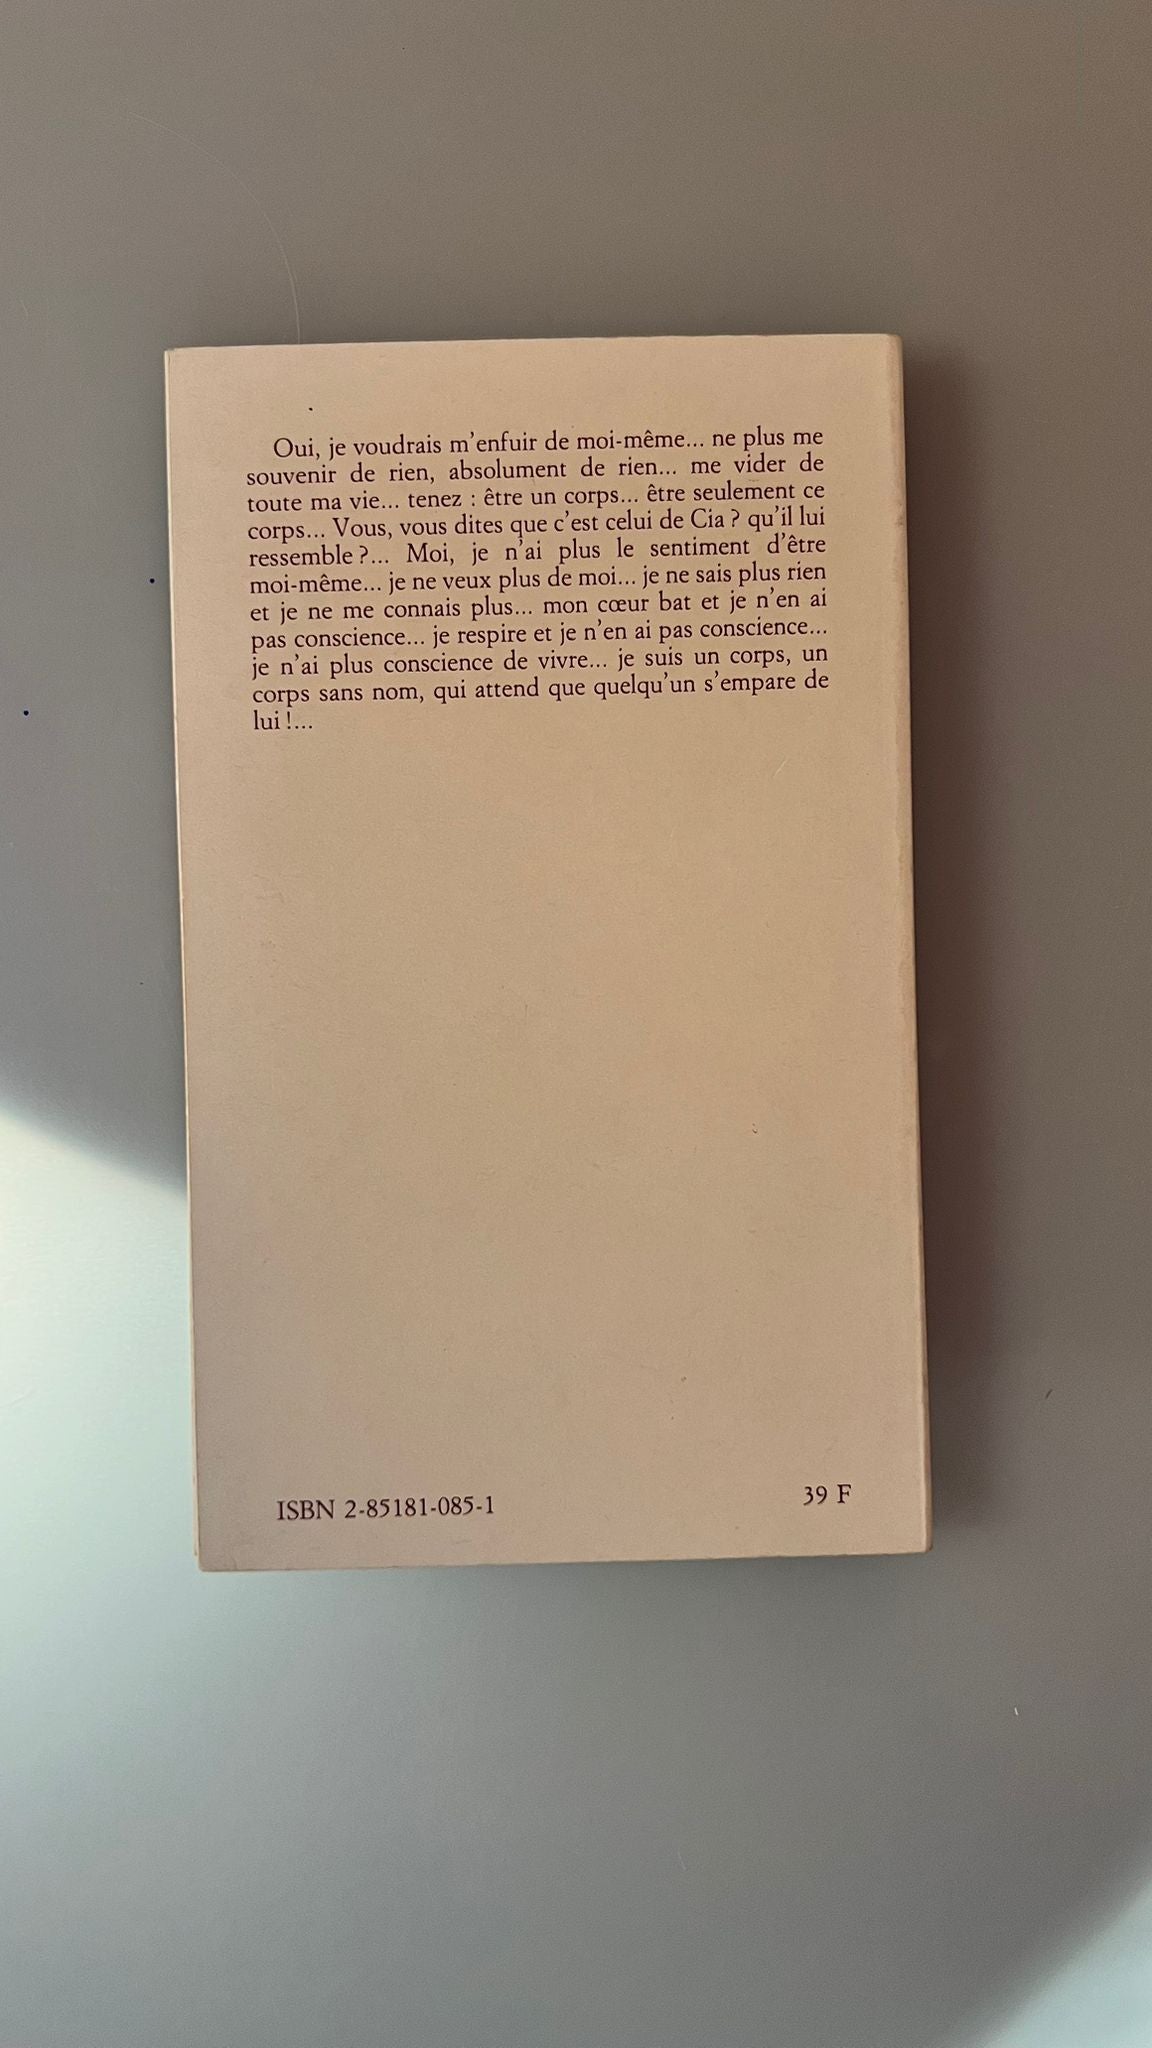 Oui, je voudrais m'enfuir de moi-même... ne plus me
souvenir de rien, absolument de rien... me vider de
toute ma vie... tenez : être un corps... être seulement ce
corps... Vous, vous dites que c'est celui de Cia ? qu'il lui
ressemble ?... Moi, je n'ai plus le sentiment d'être
moi-même... je ne veux plus de moi... je ne sais plus rien
et je ne me connais plus... mon cœur bat et je n'en ai
pas conscience... je respire et je n'en ai pas conscience...
je n'ai plus conscience de vivre... je suis un corps, un
corps sans nom, qui attend que quelqu'un s'empare de
lui !...
ISBN 2-85181-085-1
39 F